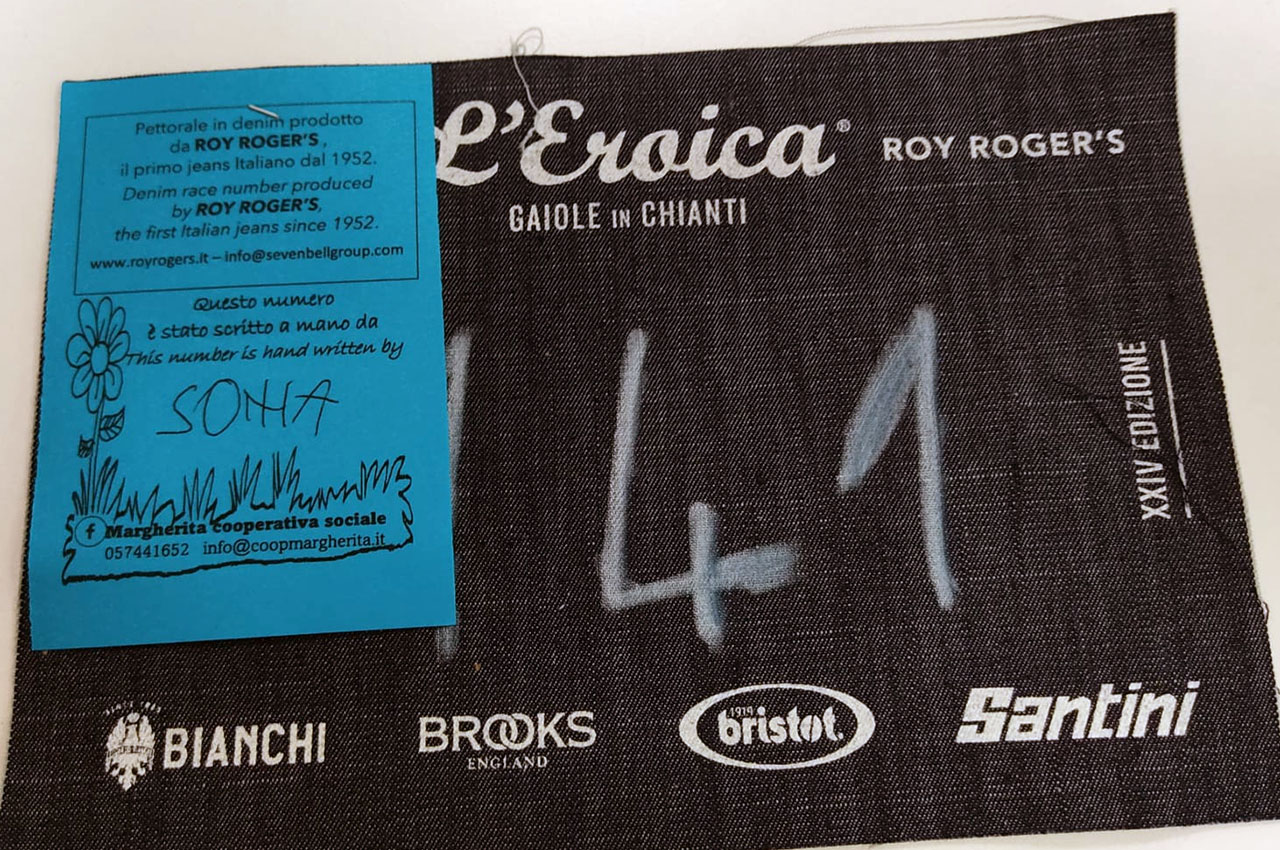 Pettorale in denim prodotto
da ROY ROGER'S,
il primo jeans Italiano dal 1952.
Denim race number produced
by ROY ROGER'S,
the first Italian jeans since 1952.
www.royrogers.it – info@sevenbellgroup.com
Questo numero
è stato scritto a mano da
This number is hand written by
SONIA
f Margherita cooperativa sociale
057441652 info@coopmargherita.it
L'Eroica® ROY ROGER'S
GAIOLE IN CHIANTI
141
XXIV EDIZIONE
BIANCHI
BROOKS
ENGLAND
1919
bristot.
Santini